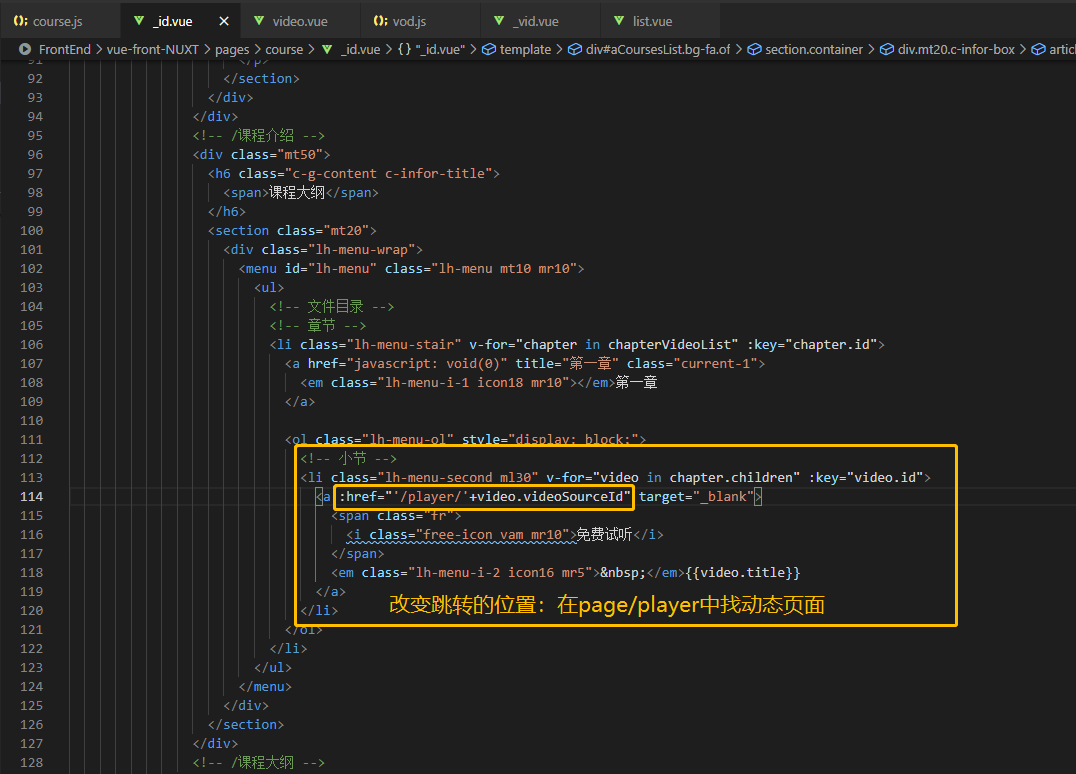 course.js _id.vue × video.vue vod.js _vid.vue list.vue
FrontEnd > vue-front-NUXT > pages > course > _id.vue > {} "_id.vue" > template > div#aCoursesList.bg-fa.of > section.container > div.mt20.c-infor-box > artic
91 </p>
92 </section>
93 </div>
94 </div>
95 <!-- /课程介绍 -->
96 <div class="mt50">
97 <h6 class="c-g-content c-infor-title">
98 <span>课程大纲</span>
99 </h6>
100 <section class="mt20">
101 <div class="lh-menu-wrap">
102 <menu id="lh-menu" class="lh-menu mt10 mr10">
103 <ul>
104 <!-- 文件目录 -->
105 <!-- 章节 -->
106 <li class="lh-menu-stair" v-for="chapter in chapterVideoList" :key="chapter.id">
107 <a href="javascript: void(0)" title="第一章" class="current-1">
108 <em class="lh-menu-i-1 icon18 mr10"></em>第一章
109 </a>
110
111 <ol class="lh-menu-ol" style="display: block;">
112 <!-- 小节 -->
113 <li class="lh-menu-second ml30" v-for="video in chapter.children" :key="video.id">
114 <a :href="'/player/'+video.videoSourceId" target="_blank">
115 <span class="fr">
116 <i class="free-icon vam mr10">免费试听</i>
117 </span>
118 <em class="lh-menu-i-2 icon16 mr5">&nbsp;</em>{{video.title}}
119 </a>
改变跳转的位置：在page/player中找动态页面
120 </li>
121 </ol>
122 </li>
123 </ul>
124 </menu>
125 </div>
126 </section>
127 </div>
128 <!-- /课程大纲 -->